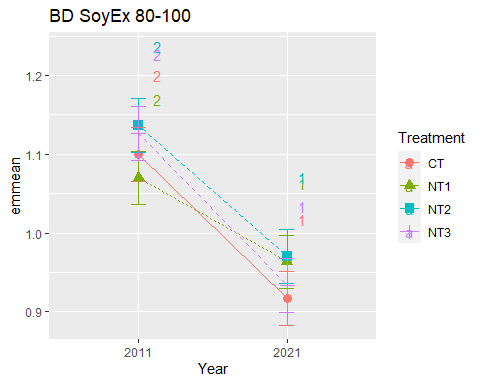 BD SoyEx 80-100
emmean
1.2
1.1
1.0
0.9
2
2
2
2
1
1
1
1
2011
2021
Year
Treatment
a CT
a NT1
a NT2
a NT3